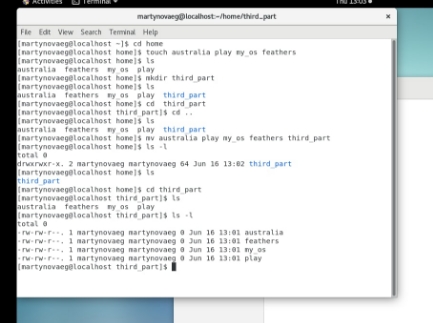 Activities Terminal Thu 13:03
martynovaeg@localhost:~/home/third_part
File Edit View Search Terminal Help
[martynovaeg@localhost ~]$ cd home
[martynovaeg@localhost home]$ touch australia play my_os feathers
[martynovaeg@localhost home]$ ls
australia feathers my_os play
[martynovaeg@localhost home]$ mkdir third_part
[martynovaeg@localhost home]$ ls
australia feathers my_os play third_part
[martynovaeg@localhost home]$ cd third_part
[martynovaeg@localhost third_part]$ cd ..
[martynovaeg@localhost home]$ ls
australia feathers my_os play third_part
[martynovaeg@localhost home]$ mv australia play my_os feathers third_part
[martynovaeg@localhost home]$ ls -l
total 0
drwxrwxr-x. 2 martynovaeg martynovaeg 64 Jun 16 13:02 third_part
[martynovaeg@localhost home]$ ls
third_part
[martynovaeg@localhost home]$ cd third_part
[martynovaeg@localhost third_part]$ ls
australia feathers my_os play
[martynovaeg@localhost third_part]$ ls -l
total 0
-rw-rw-r--. 1 martynovaeg martynovaeg 0 Jun 16 13:01 australia
-rw-rw-r--. 1 martynovaeg martynovaeg 0 Jun 16 13:01 feathers
-rw-rw-r--. 1 martynovaeg martynovaeg 0 Jun 16 13:01 my_os
-rw-rw-r--. 1 martynovaeg martynovaeg 0 Jun 16 13:01 play
[martynovaeg@localhost third_part]$